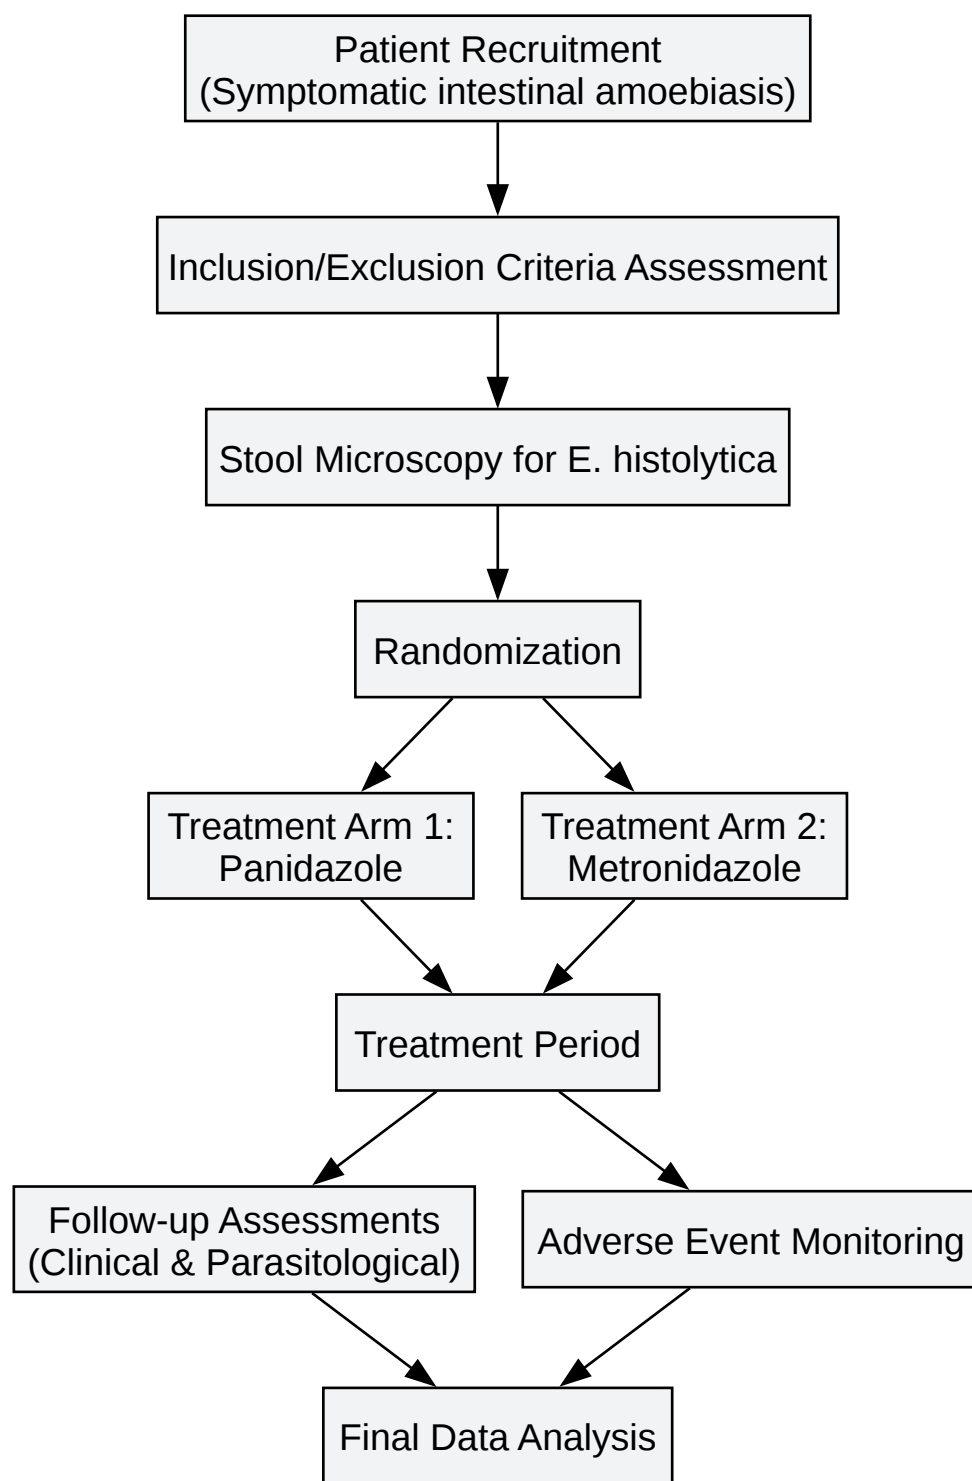 Patient Recruitment
(Symptomatic intestinal amoebiasis)
Inclusion/Exclusion Criteria Assessment
Stool Microscopy for E. histolytica
Randomization
Treatment Arm 1:
Panidazole
Treatment Arm 2:
Metronidazole
Treatment Period
Follow-up Assessments
(Clinical & Parasitological)
Adverse Event Monitoring
Final Data Analysis